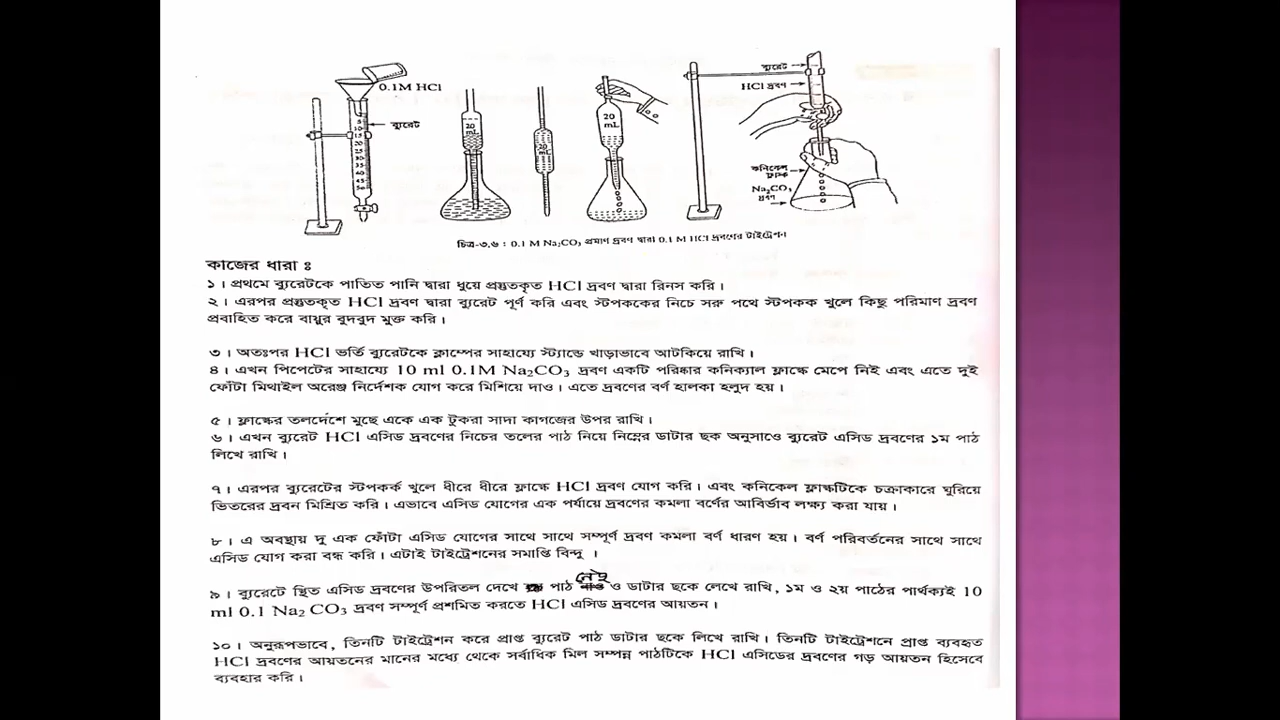 0.1M HCl
ব্যুরেট
20
mL
20
mL
20
mL
ব্যুরেট
HCl দ্রবণ
কনিকেল
ফ্লাস্ক
Na₂CO₃
দ্রবণ
চিত্র-৩.৬ : 0.1 M Na₂CO₃ প্রমাণ দ্রবণ দ্বারা 0.1 M HCl দ্রবণের টাইট্রেশন
কাজের ধারা ঃ
১। প্রথমে ব্যুরেটকে পাতিত পানি দ্বারা ধুয়ে প্রস্তুতকৃত HCl দ্রবণ দ্বারা রিনস করি।
২। এরপর প্রস্তুতকৃত HCl দ্রবণ দ্বারা ব্যুরেট পূর্ণ করি এবং স্টপককের নিচে সরু পথে স্টপকক খুলে কিছু পরিমাণ দ্রবণ
প্রবাহিত করে বায়ুর বুদবুদ মুক্ত করি।
৩। অতঃপর HCl ভর্তি ব্যুরেটকে ক্লাম্পের সাহায্যে স্ট্যান্ডে খাড়াভাবে আটকিয়ে রাখি।
৪। এখন পিপেটের সাহায্যে 10 ml 0.1M Na₂CO₃ দ্রবণ একটি পরিষ্কার কনিক্যাল ফ্লাস্কে মেপে নিই এবং এতে দুই
ফোঁটা মিথাইল অরেঞ্জ নির্দেশক যোগ করে মিশিয়ে দাও। এতে দ্রবণের বর্ণ হালকা হলুদ হয়।
৫। ফ্লাস্কের তলদেশে মুছে একে এক টুকরা সাদা কাগজের উপর রাখি।
৬। এখন ব্যুরেট HCl এসিড দ্রবণের নিচের তলের পাঠ নিয়ে নিম্নের ডাটার ছক অনুসাওে ব্যুরেট এসিড দ্রবণের ১ম পাঠ
লিখে রাখি।
৭। এরপর ব্যুরেটের স্টপকর্ক খুলে ধীরে ধীরে ফ্লাস্কে HCl দ্রবণ যোগ করি। এবং কনিকেল ফ্লাস্কটিকে চক্রাকারে ঘুরিয়ে
ভিতরের দ্রবন মিশ্রিত করি। এভাবে এসিড যোগের এক পর্যায়ে দ্রবণের কমলা বর্ণের আবির্ভাব লক্ষ্য করা যায়।
৮। এ অবস্থায় দু এক ফোঁটা এসিড যোগের সাথে সাথে সম্পূর্ণ দ্রবণ কমলা বর্ণ ধারণ হয়। বর্ণ পরিবর্তনের সাথে সাথে
এসিড যোগ করা বন্ধ করি। এটাই টাইট্রেশনের সমাপ্তি বিন্দু ।
নেই
৯। ব্যুরেটে স্থিত এসিড দ্রবণের উপরিতল দেখে পাঠ নাও ও ডাটার ছকে লেখে রাখি, ১ম ও ২য় পাঠের পার্থক্যই 10
ml 0.1 Na₂ CO₃ দ্রবণ সম্পূর্ণ প্রশমিত করতে HCl এসিড দ্রবণের আয়তন।
১০। অনুরূপভাবে, তিনটি টাইট্রেশন করে প্রাপ্ত ব্যুরেট পাঠ ডাটার ছকে লিখে রাখি। তিনটি টাইট্রেশনে প্রাপ্ত ব্যবহৃত
HCl দ্রবণের আয়তনের মানের মধ্যে থেকে সর্বাধিক মিল সম্পন্ন পাঠটিকে HCl এসিডের দ্রবণের গড় আয়তন হিসেবে
ব্যবহার করি।